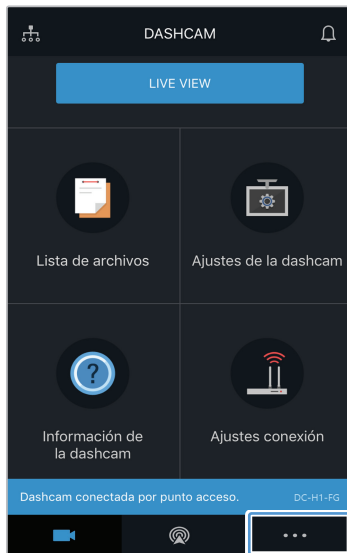 DASHCAM
LIVE VIEW
Lista de archivos
Ajustes de la dashcam
?
Información de
la dashcam
Ajustes conexión
Dashcam conectada por punto acceso.
DC-H1-FG